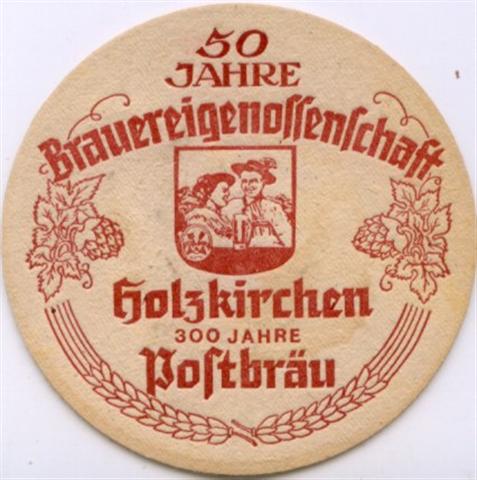 50
JAHRE
Brauereigenoſſenſchaft
Holzkirchen
300 JAHRE
Poſtbräu